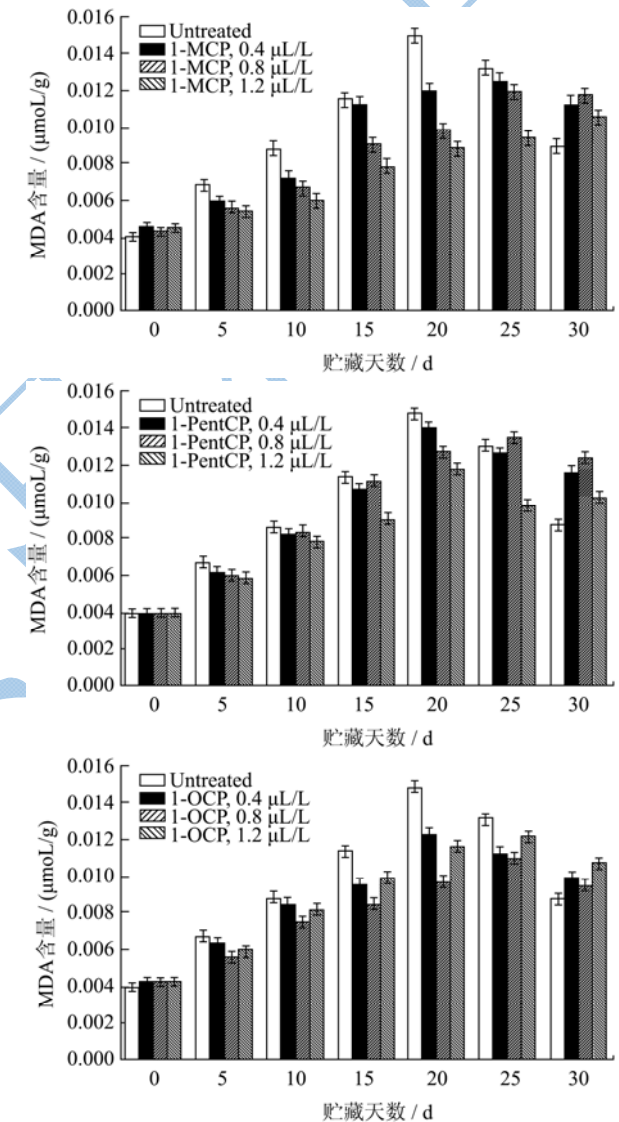 0.016
0.014
0.012
0.010
0.008
0.006
0.004
0.002
0.000
MDA含量 / (μmoL/g)
Untreated
1-MCP, 0.4 μL/L
1-MCP, 0.8 μL/L
1-MCP, 1.2 μL/L
0 5 10 15 20 25 30
贮藏天数 / d
0.016
0.014
0.012
0.010
0.008
0.006
0.004
0.002
0.000
MDA含量 / (μmoL/g)
Untreated
1-PentCP, 0.4 μL/L
1-PentCP, 0.8 μL/L
1-PentCP, 1.2 μL/L
0 5 10 15 20 25 30
贮藏天数 / d
0.016
0.014
0.012
0.010
0.008
0.006
0.004
0.002
0.000
MDA含量 / (μmoL/g)
Untreated
1-OCP, 0.4 μL/L
1-OCP, 0.8 μL/L
1-OCP, 1.2 μL/L
0 5 10 15 20 25 30
贮藏天数 / d